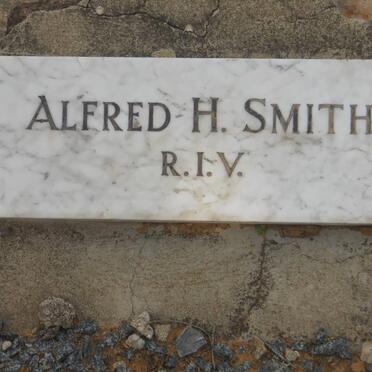 ALFRED H. SMITH
R.I.V.